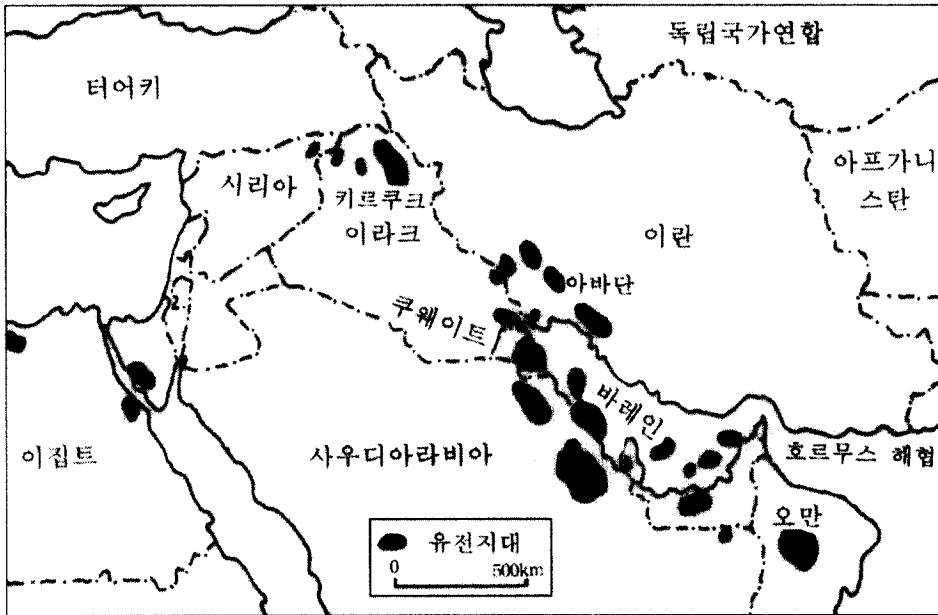 독립국가연합
터어키
아프가니
스탄
시리아
키르쿠크
이라크
이란
아바단
쿠웨이트
바레인
이집트
사우디아라비아
호르무스 해협
오만
유전지대
0 500km